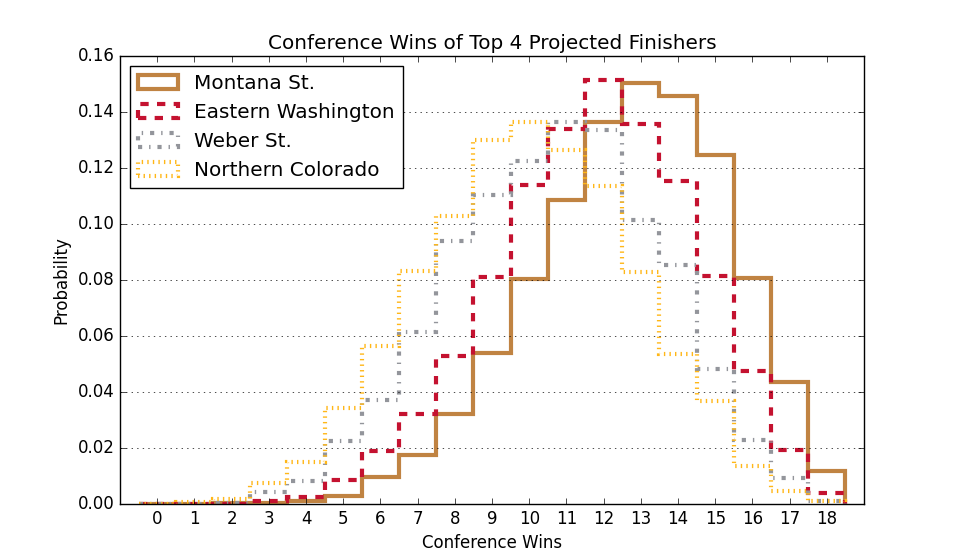 Conference Wins of Top 4 Projected Finishers
0.16
0.14
0.12
0.10
0.08
0.06
0.04
0.02
0.00
Probability
Montana St.
Eastern Washington
Weber St.
Northern Colorado
0 1 2 3 4 5 6 7 8 9 10 11 12 13 14 15 16 17 18
Conference Wins